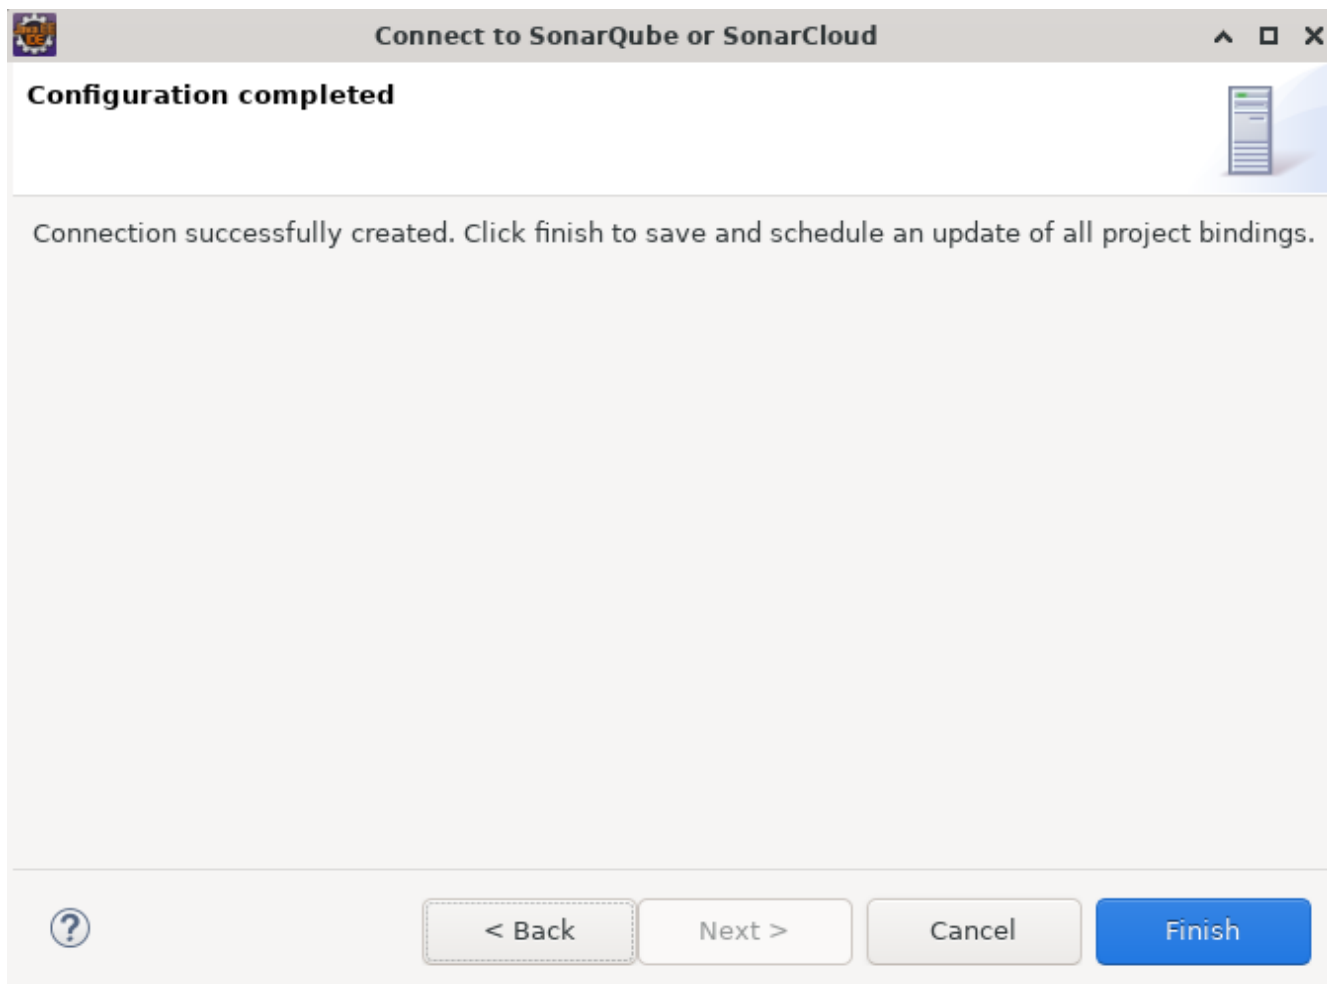 Connect to SonarQube or SonarCloud
Configuration completed
Connection successfully created. Click finish to save and schedule an update of all project bindings.
?
< Back
Next >
Cancel
Finish